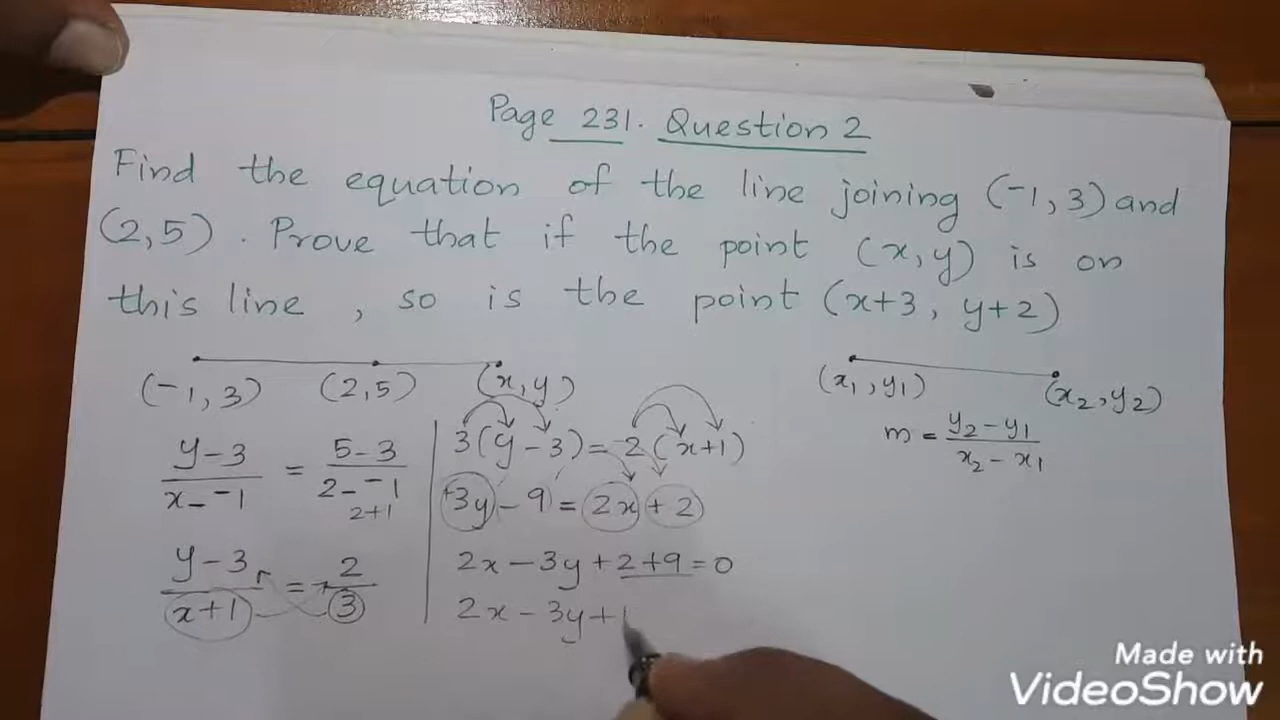 Page 231. Question 2
Find the equation of the line joining (-1, 3) and
(2, 5). Prove that if the point (x, y) is on
this line, so is the point (x+3, y+2)
(-1, 3) (2, 5) (x, y)
y-3 / x--1 = 5-3 / 2--1
2+1
y-3 / x+1 = 2 / 3
3(y-3) = 2(x+1)
+3y - 9 = 2x + 2
2x - 3y + 2+9 = 0
2x - 3y + 1
(x1, y1) (x2, y2)
m = y2 - y1 / x2 - x1
Made with
VideoShow